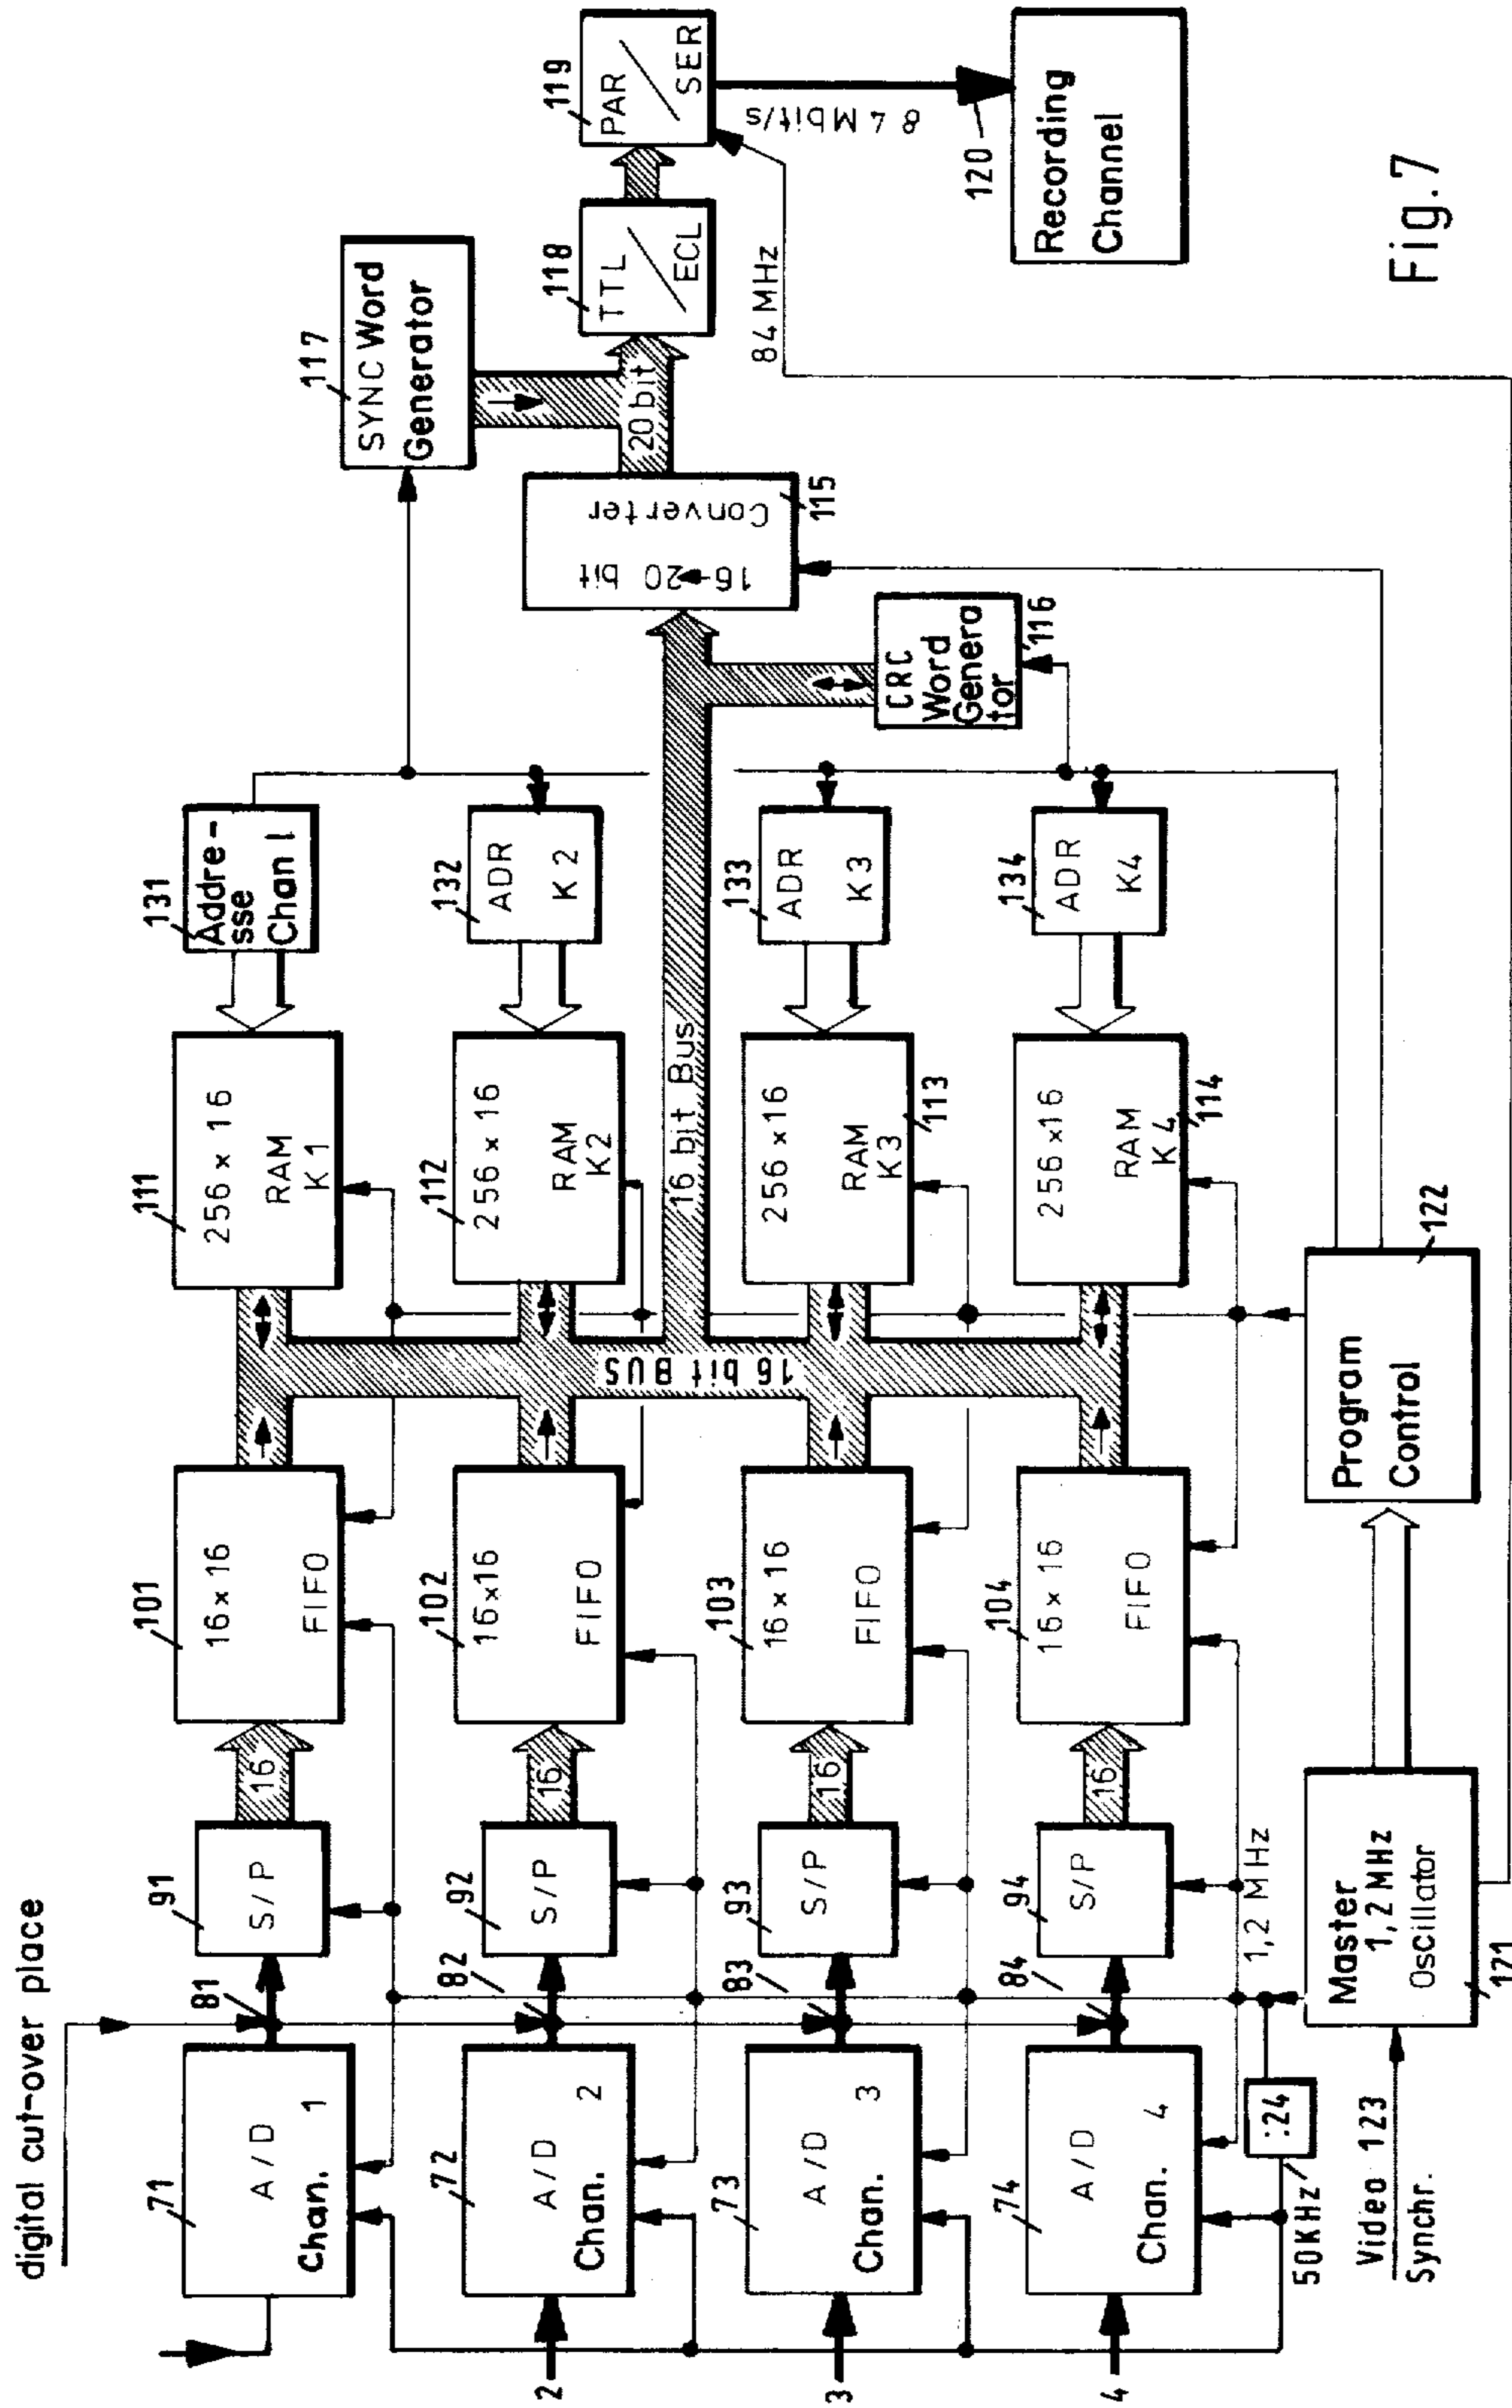 digital cut-over place
71
A/D
Chan. 1
81
91
S/P
16
101
16 x 16
FIFO
111
256 x 16
RAM
K1
131
Addre-
sse
Chan 1
117
SYNC Word
Generator
2
72
A/D
Chan. 2
82
92
S/P
16
102
16x16
FIFO
112
256 x 16
RAM
K2
132
ADR
K2
16 bit BUS
16 bit Bus
16→20 bit
Converter
115
20 bit
118
TTL
/ECL
119
PAR
/SER
84 Mbit/s
120
Recording
Channel
84 MHz
3
73
A/D
Chan. 3
83
93
S/P
16
103
16 x 16
FIFO
256 x 16
RAM
K3
113
133
ADR
K3
CRC
Word
Genera
tor
116
4
74
A/D
Chan. 4
84
94
S/P
16
104
16 x 16
FIFO
256 x 16
RAM
K4
114
134
ADR
K4
1,2 MHz
:24
50KHz
Video 123
Synchr.
Master
1,2 MHz
Oscillator
121
Program
Control
122
Fig.7